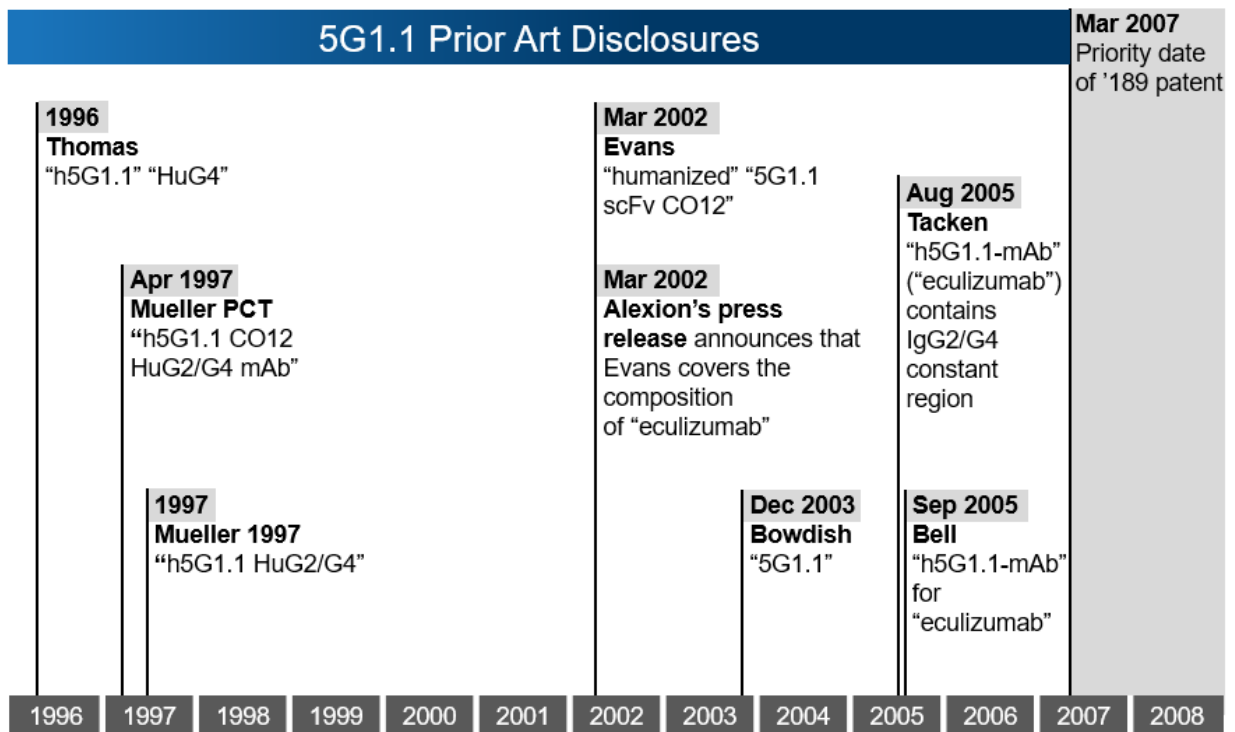 5G1.1 Prior Art Disclosures
Mar 2007
Priority date
of ’189 patent
1996
Thomas
“h5G1.1” “HuG4”
Mar 2002
Evans
“humanized” “5G1.1
scFv CO12”
Aug 2005
Tacken
“h5G1.1-mAb”
(“eculizumab”)
contains
IgG2/G4
constant
region
Apr 1997
Mueller PCT
“h5G1.1 CO12
HuG2/G4 mAb”
Mar 2002
Alexion’s press
release announces that
Evans covers the
composition
of “eculizumab”
1997
Mueller 1997
“h5G1.1 HuG2/G4”
Dec 2003
Bowdish
“5G1.1”
Sep 2005
Bell
“h5G1.1-mAb”
for
“eculizumab”
1996 1997 1998 1999 2000 2001 2002 2003 2004 2005 2006 2007 2008